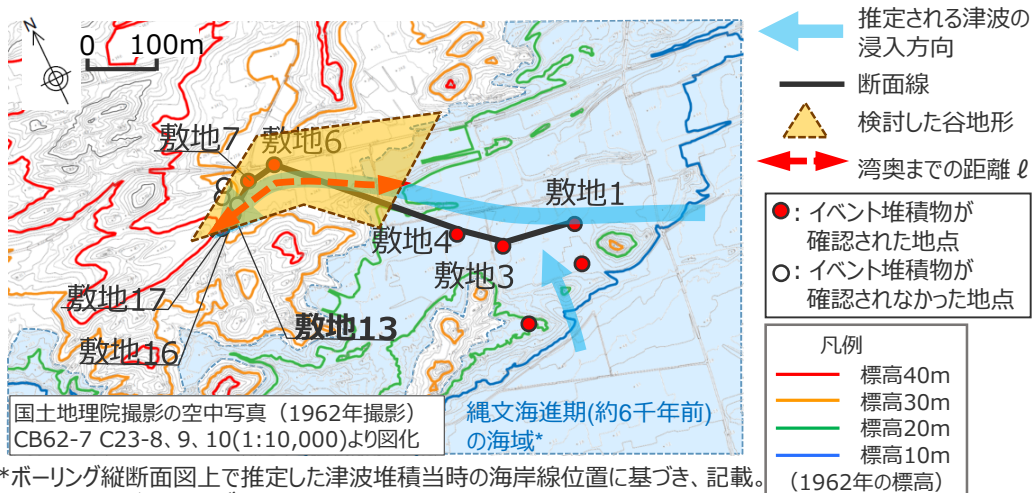 N
0 100m
敷地7
敷地6
8
敷地1
敷地4
敷地3
敷地17
敷地13
敷地16
国土地理院撮影の空中写真（1962年撮影）
CB62-7 C23-8、9、10(1:10,000)より図化
縄文海進期(約6千年前)
の海域*
推定される津波の
浸入方向
断面線
検討した谷地形
湾奥までの距離ℓ
●：イベント堆積物が
確認された地点
○：イベント堆積物が
確認されなかった地点
凡例
標高40m
標高30m
標高20m
標高10m
（1962年の標高）
*ボーリング縦断面図上で推定した津波堆積当時の海岸線位置に基づき、記載。